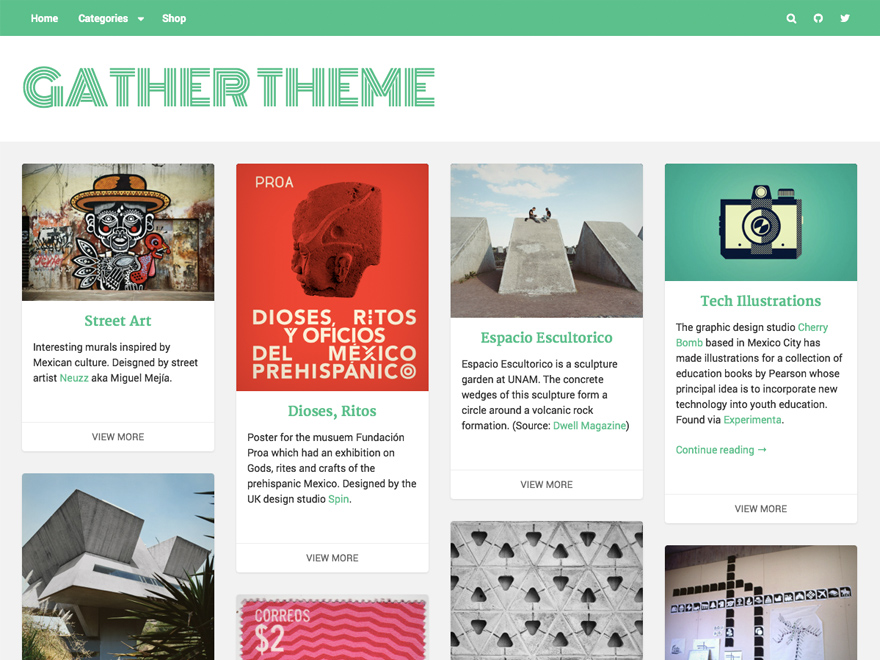 Home Categories Shop
GATHER THEME
Street Art
Interesting murals inspired by
Mexican culture. Deisgned by street
artist Neuzz aka Miguel Mejía.
VIEW MORE
PROA
DIOSES, RITOS
Y OFICIOS
DEL MÉXICO
PREHISPÁNICO
Dioses, Ritos
Poster for the musuem Fundación
Proa which had an exhibition on
Gods, rites and crafts of the
prehispanic Mexico. Designed by the
UK design studio Spin.
VIEW MORE
CORREOS
$2
Espacio Escultorico
Espacio Escultorico is a sculpture
garden at UNAM. The concrete
wedges of this sculpture form a
circle around a volcanic rock
formation. (Source: Dwell Magazine)
VIEW MORE
Tech Illustrations
The graphic design studio Cherry
Bomb based in Mexico City has
made illustrations for a collection of
education books by Pearson whose
principal idea is to incorporate new
technology into youth education.
Found via Experimenta.
Continue reading →
VIEW MORE